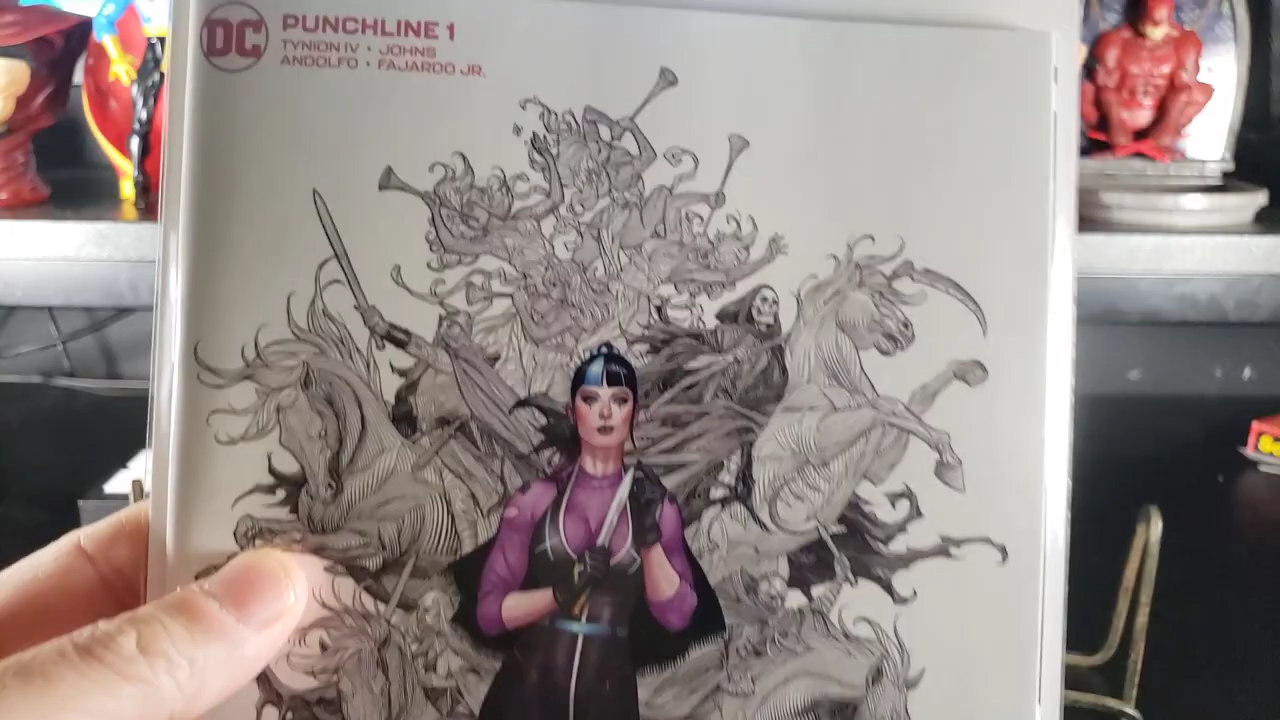 DC
PUNCHLINE 1
TYNION IV • JOHNS
ANDOLFO • FAJARDO JR.